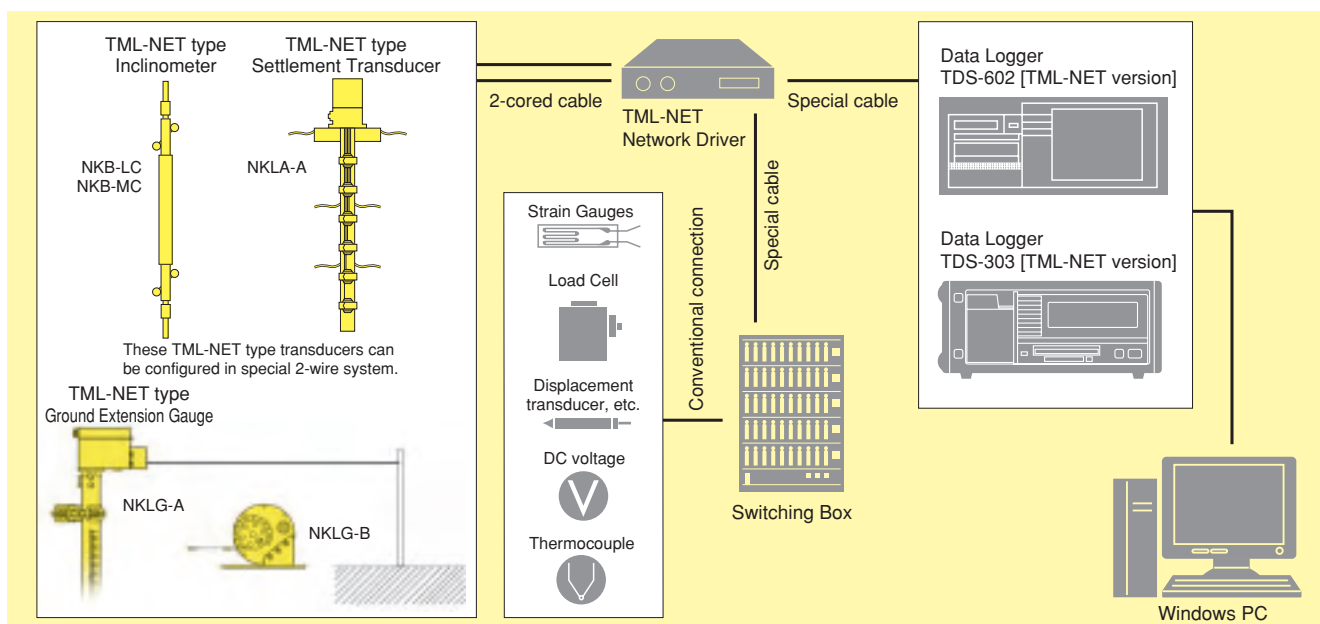 TML-NET type
Inclinometer
TML-NET type
Settlement Transducer
NKB-LC
NKB-MC
NKLA-A
These TML-NET type transducers can
be configured in special 2-wire system.
TML-NET type
Ground Extension Gauge
NKLG-A
NKLG-B
2-cored cable
TML-NET
Network Driver
Special cable
Special cable
Conventional connection
Strain Gauges
Load Cell
Displacement
transducer, etc.
DC voltage
V
Thermocouple
Switching Box
Data Logger
TDS-602 [TML-NET version]
Data Logger
TDS-303 [TML-NET version]
Windows PC